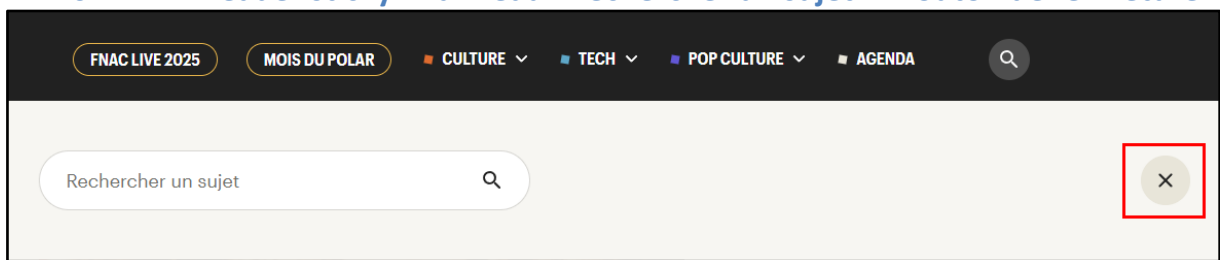 FNAC LIVE 2025 MOIS DU POLAR CULTURE TECH POP CULTURE AGENDA
Rechercher un sujet